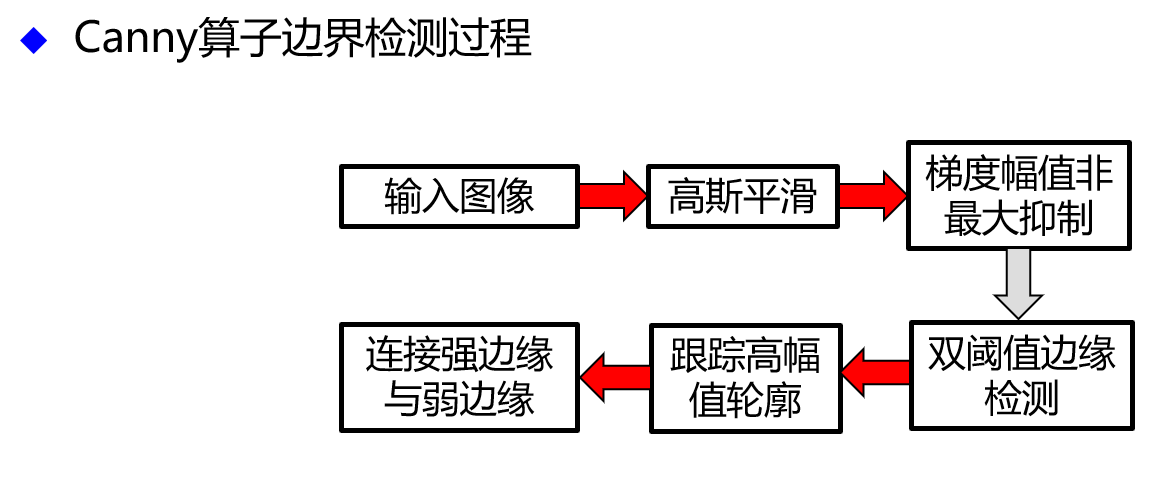 Canny算子边界检测过程
输入图像
高斯平滑
梯度幅值非
最大抑制
双阈值边缘
检测
跟踪高幅
值轮廓
连接强边缘
与弱边缘